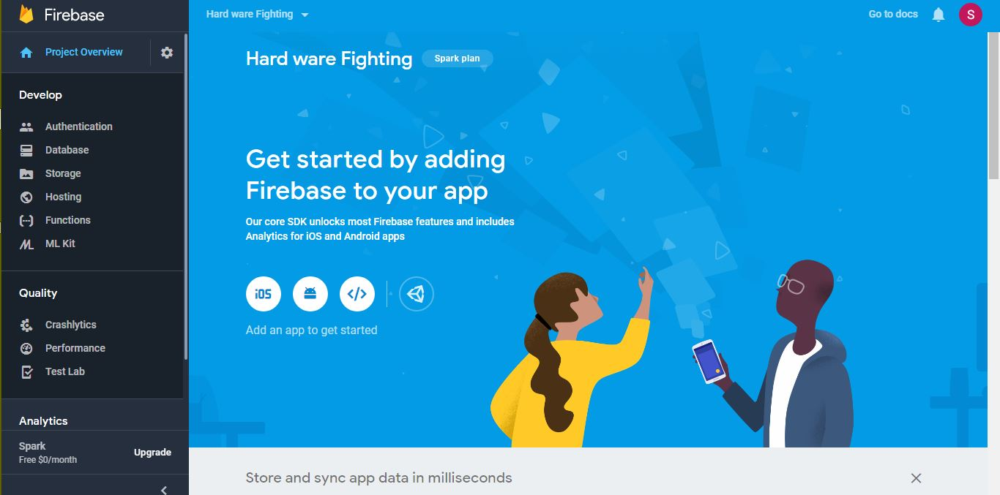 Firebase
Hard ware Fighting
Go to docs
S
Project Overview
Hard ware Fighting
Spark plan
Develop
Authentication
Database
Storage
Hosting
Functions
ML Kit
Get started by adding
Firebase to your app
Our core SDK unlocks most Firebase features and includes
Analytics for iOS and Android apps
iOS
</>
Add an app to get started
Quality
Crashlytics
Performance
Test Lab
Analytics
Spark
Free $0/month
Upgrade
Store and sync app data in milliseconds